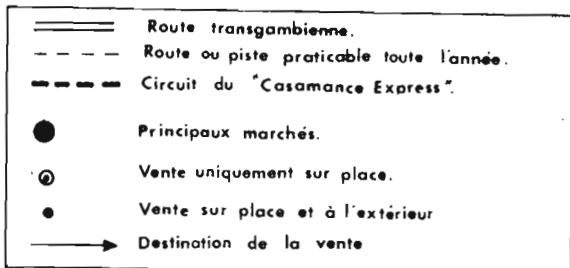 Route transgambienne.
Route ou piste praticable toute l'année.
Circuit du "Casamance Express".
Principaux marchés.
Vente uniquement sur place.
Vente sur place et à l'extérieur
Destination de la vente